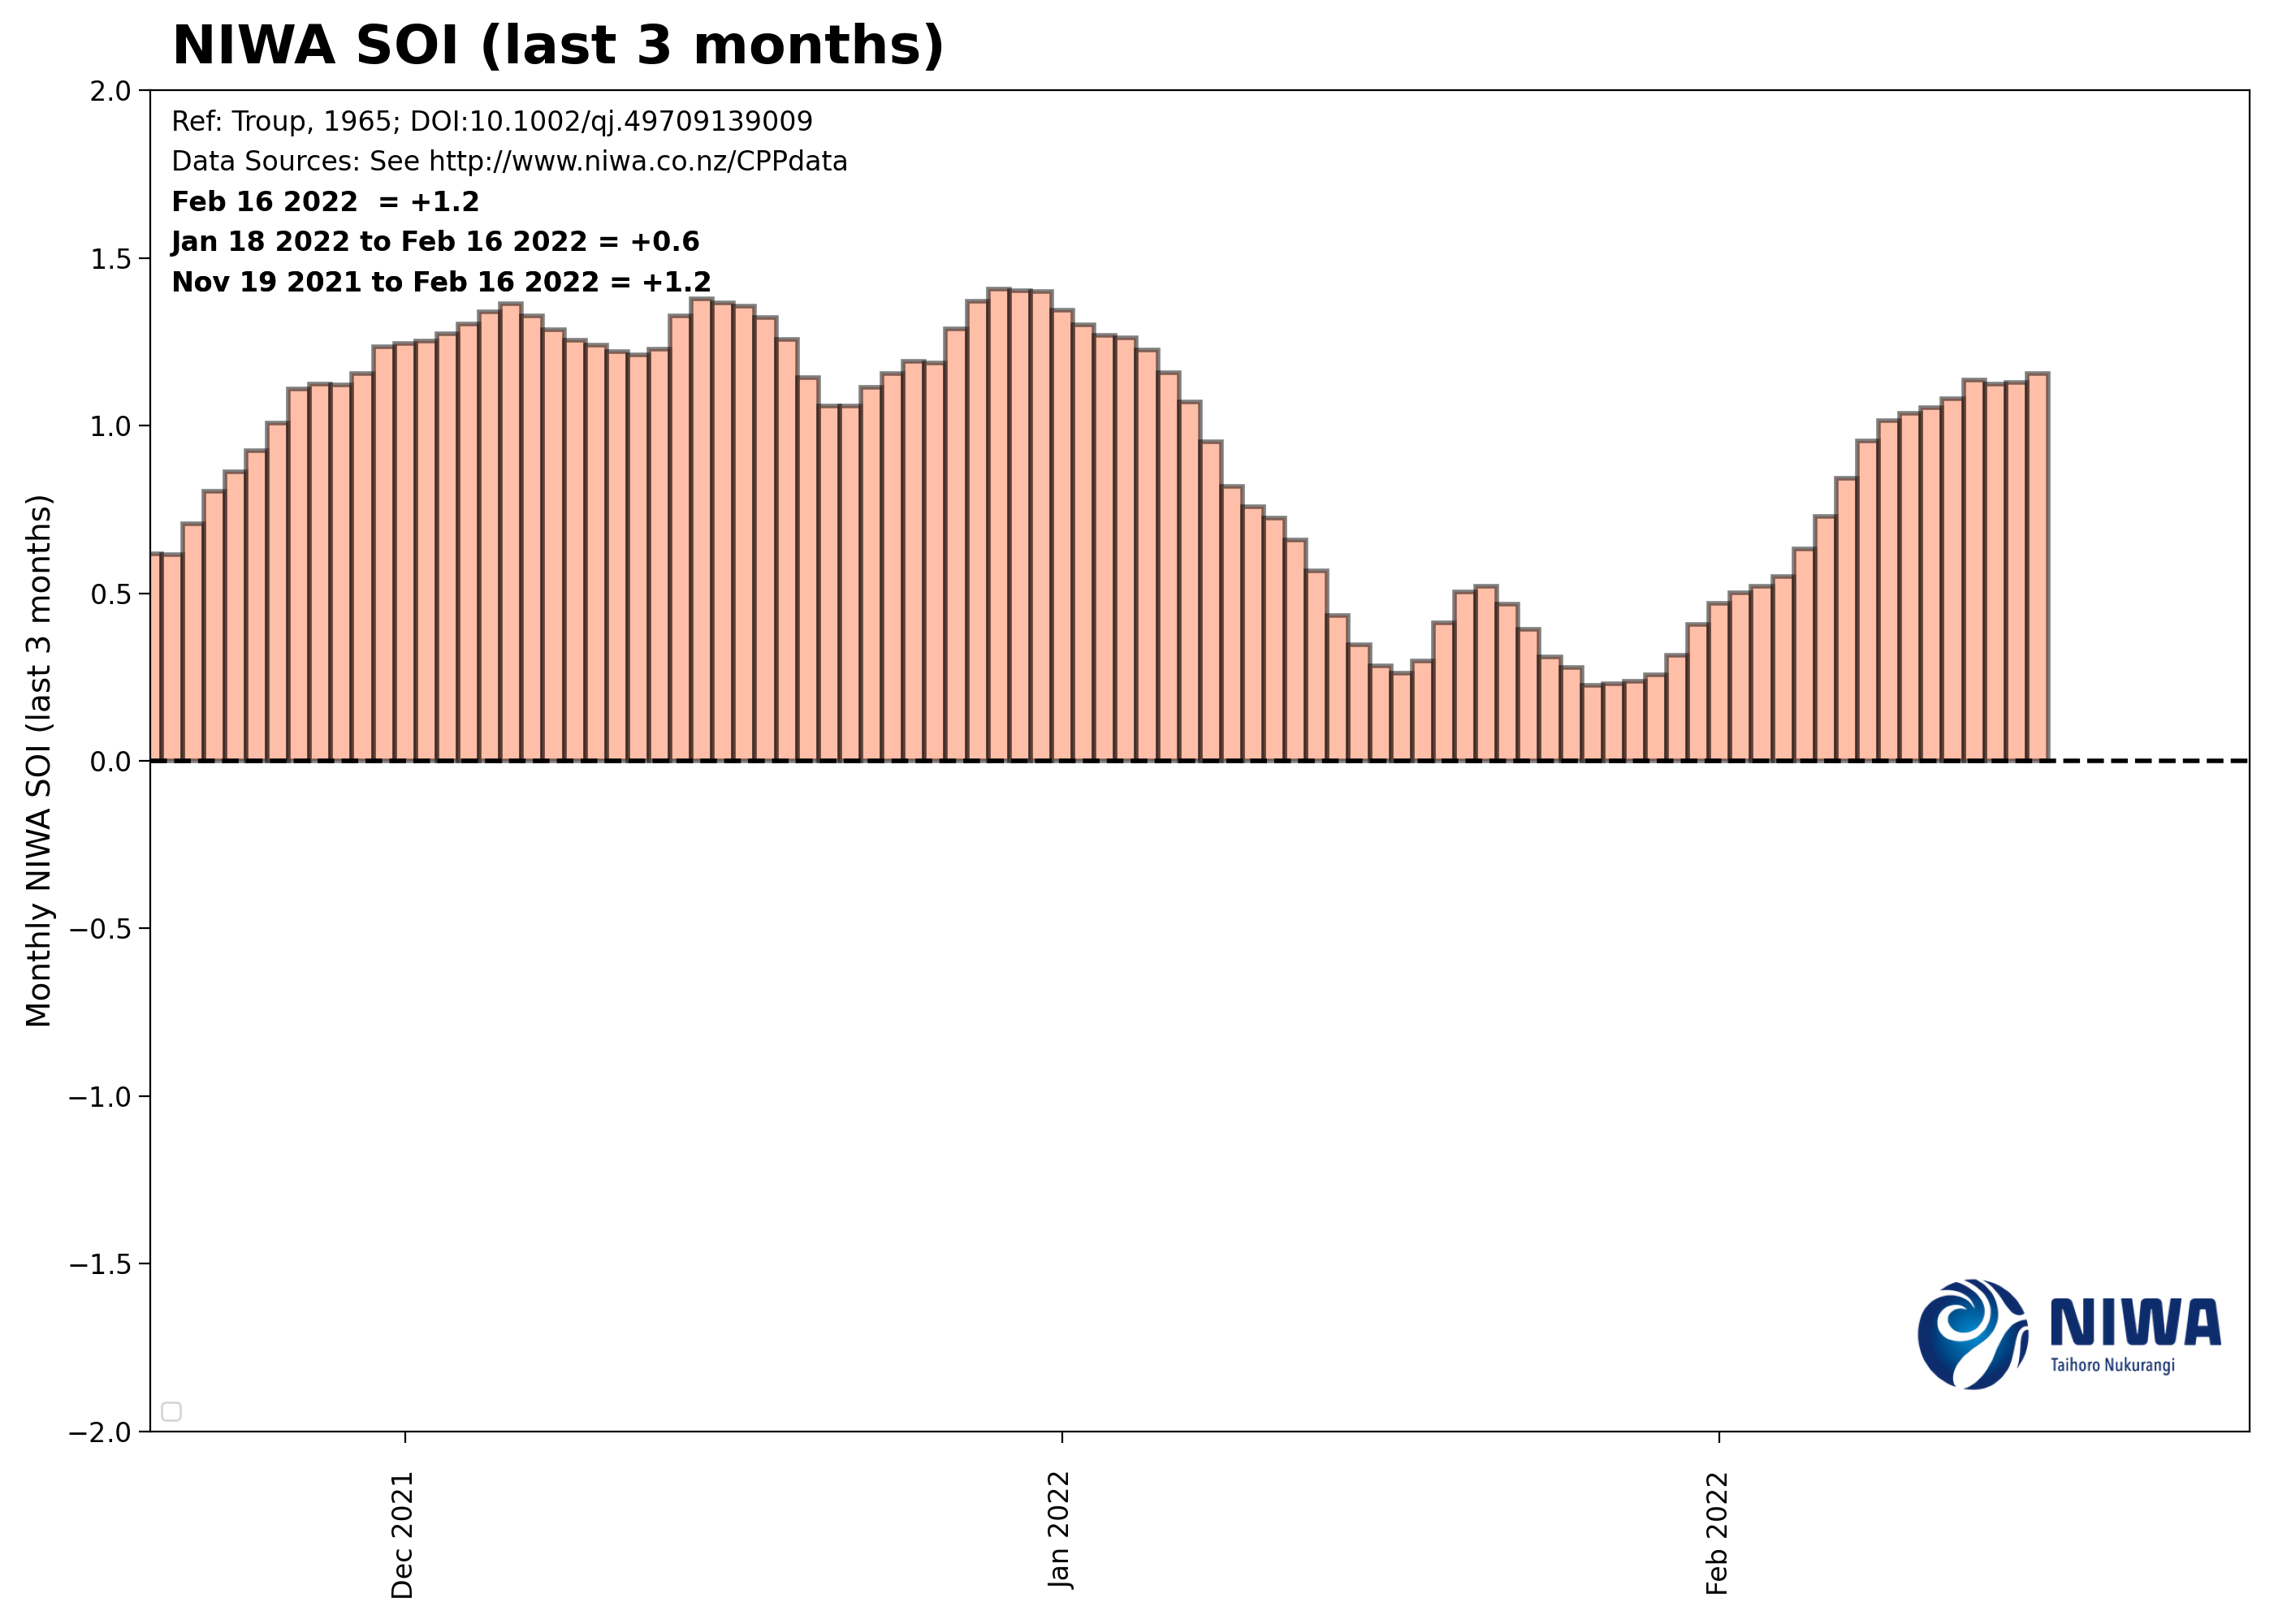 NIWA SOI (last 3 months)
Ref: Troup, 1965; DOI:10.1002/qj.49709139009
Data Sources: See http://www.niwa.co.nz/CPPdata
Feb 16 2022  = +1.2
Jan 18 2022 to Feb 16 2022 = +0.6
Nov 19 2021 to Feb 16 2022 = +1.2
Monthly NIWA SOI (last 3 months)
2.0
1.5
1.0
0.5
0.0
−0.5
−1.0
−1.5
−2.0
NIWA
Taihoro Nukurangi
Dec 2021
Jan 2022
Feb 2022